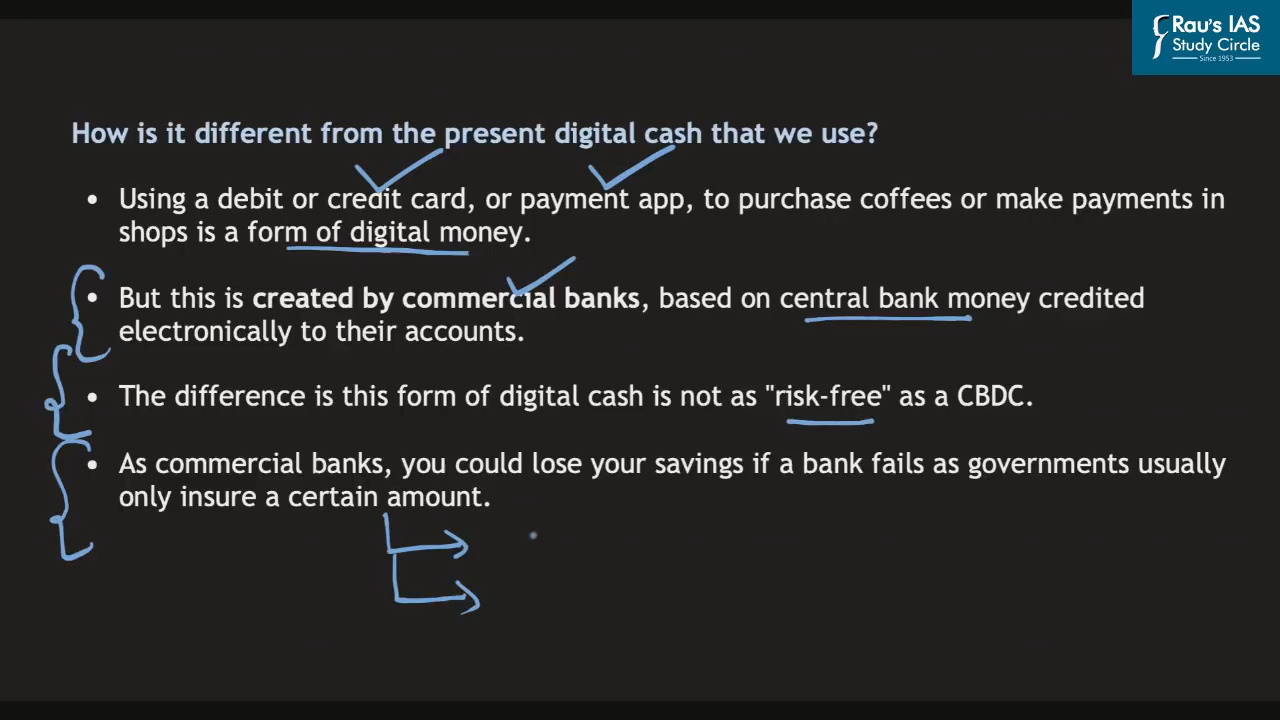 Rau's IAS
Study Circle
Since 1953
How is it different from the present digital cash that we use?
• Using a debit or credit card, or payment app, to purchase coffees or make payments in
shops is a form of digital money.
• But this is created by commercial banks, based on central bank money credited
electronically to their accounts.
• The difference is this form of digital cash is not as "risk-free" as a CBDC.
• As commercial banks, you could lose your savings if a bank fails as governments usually
only insure a certain amount.